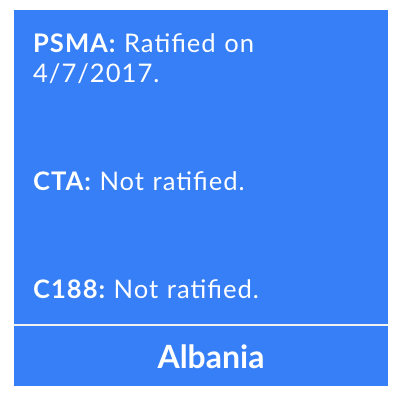 PSMA: Ratified on
4/7/2017.
CTA: Not ratified.
C188: Not ratified.
Albania